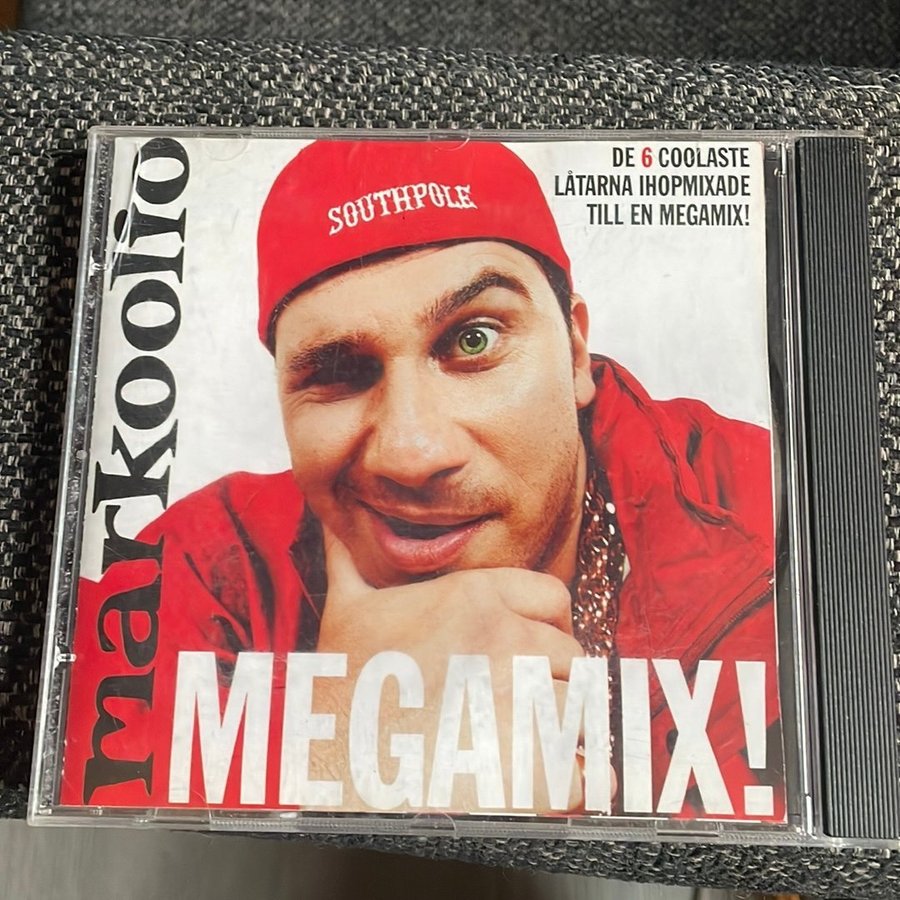 markoolio
SOUTHPOLE
DE 6 COOLASTE
LÅTARNA IHOPMIXADE
TILL EN MEGAMIX!
MEGAMIX!